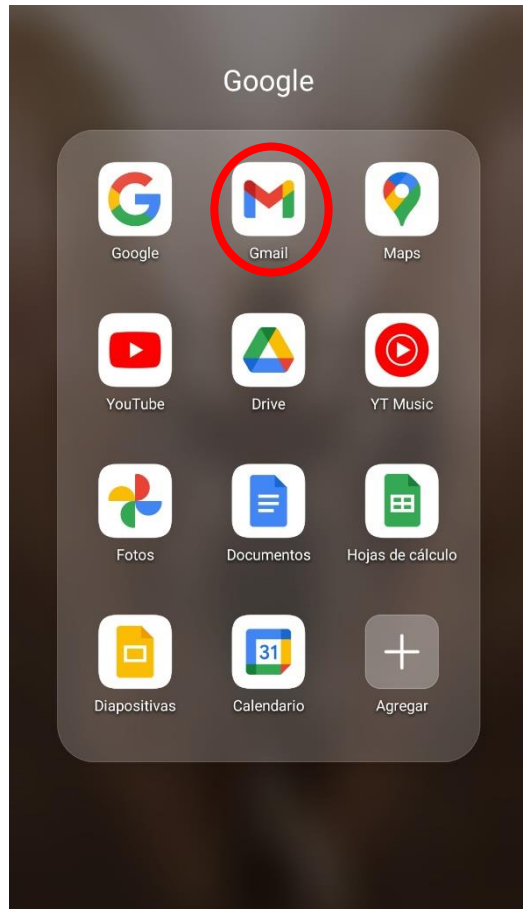 Google
Google Gmail Maps
YouTube Drive YT Music
Fotos Documentos Hojas de cálculo
31
Diapositivas Calendario Agregar